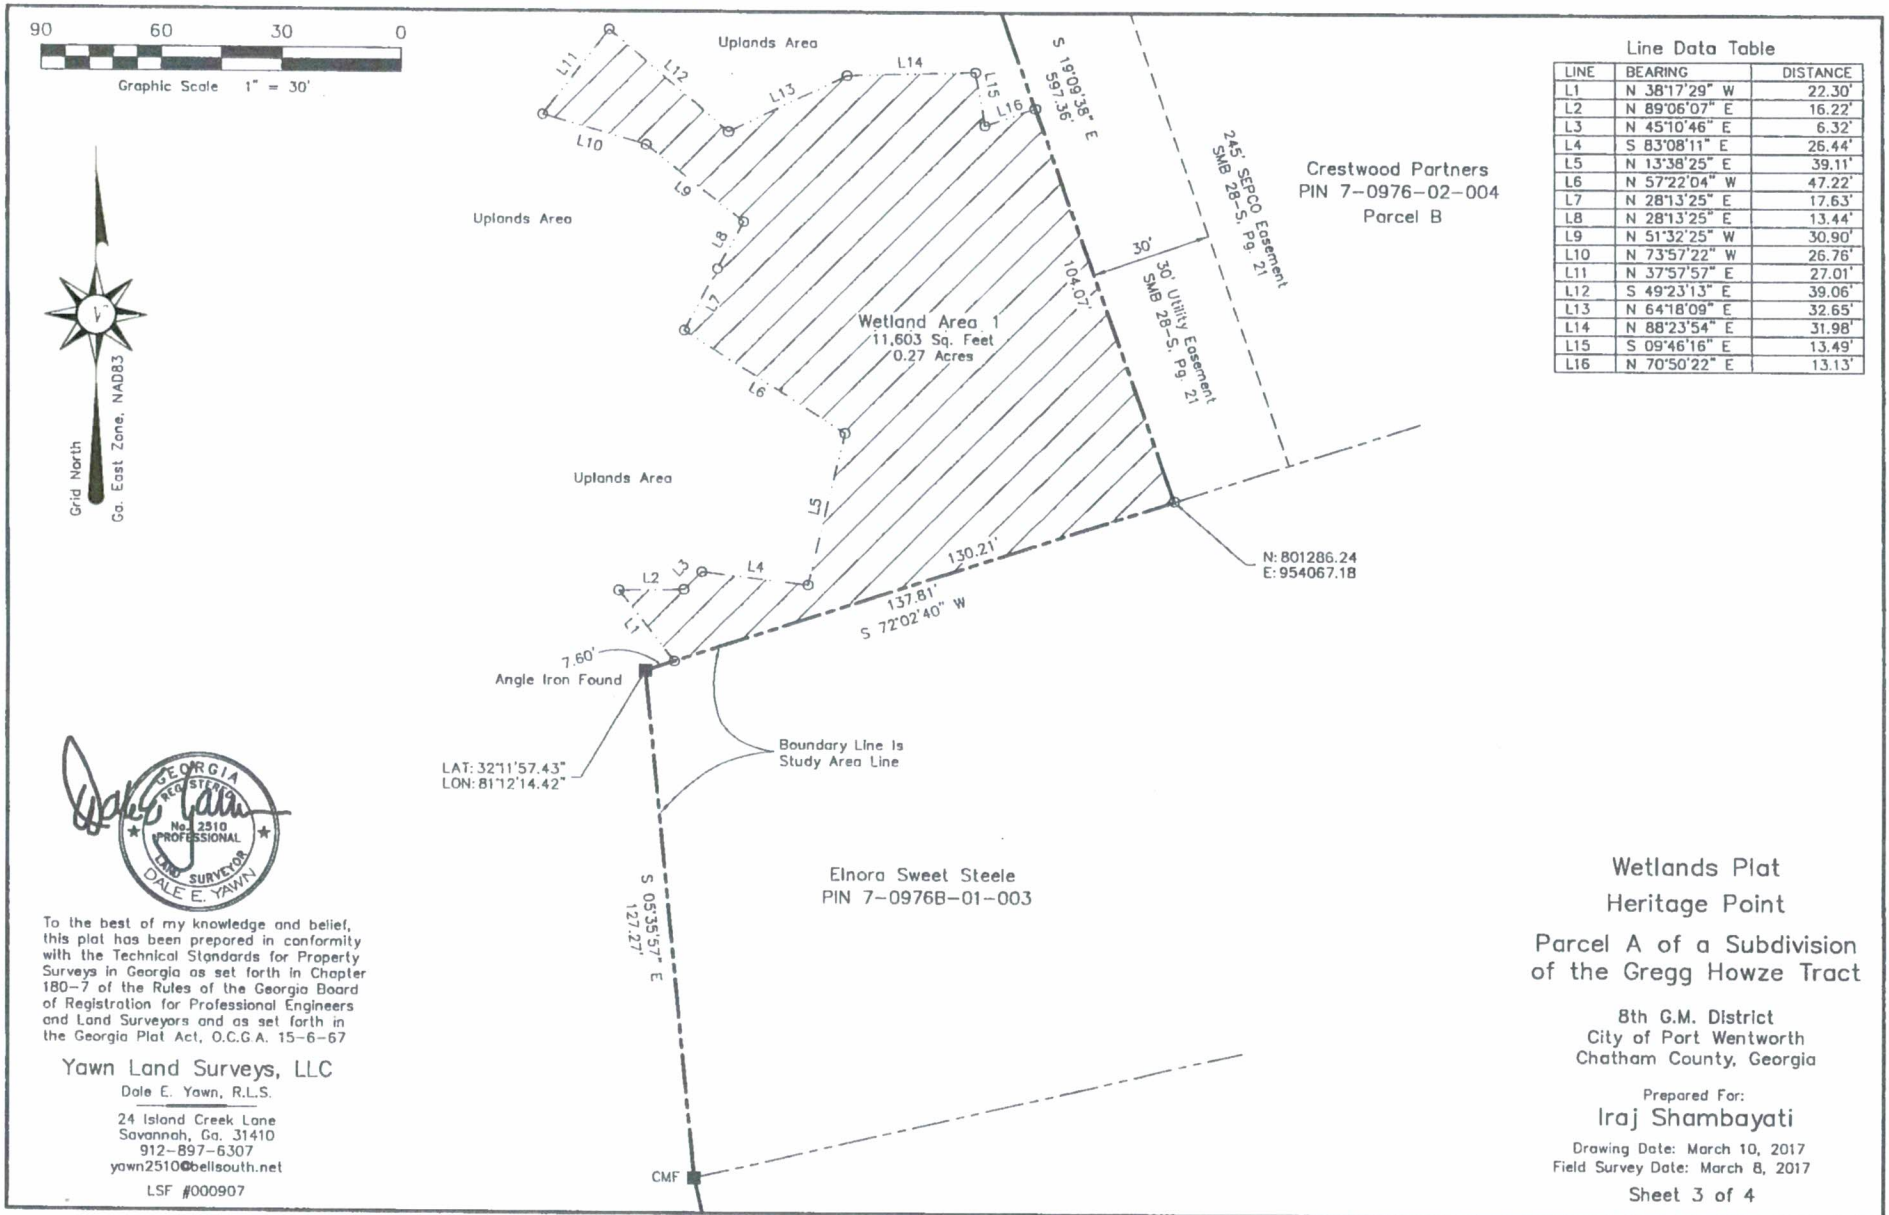 90 60 30 0
Graphic Scale 1" = 30'
Grid North
Ga. East Zone, NAD83
Uplands Area
Uplands Area
Uplands Area
L11
L12
L13
L14
L15
L16
L10
L9
L8
L7
L6
L5
L4
L3
L2
L1
Wetland Area 1
11,603 Sq. Feet
0.27 Acres
S 19°09'38" E
597.36'
104.07'
30'
30' Utility Easement
SMB 28-S, Pg. 21
245' SEPCO Easement
SMB 28-S, Pg. 21
Crestwood Partners
PIN 7-0976-02-004
Parcel B
Line Data Table
LINE BEARING DISTANCE
L1 N 38°17'29" W 22.30'
L2 N 89°06'07" E 16.22'
L3 N 45°10'46" E 6.32'
L4 S 83°08'11" E 26.44'
L5 N 13°38'25" E 39.11'
L6 N 57°22'04" W 47.22'
L7 N 28°13'25" E 17.63'
L8 N 28°13'25" E 13.44'
L9 N 51°32'25" W 30.90'
L10 N 73°57'22" W 26.76'
L11 N 37°57'57" E 27.01'
L12 S 49°23'13" E 39.06'
L13 N 64°18'09" E 32.65'
L14 N 88°23'54" E 31.98'
L15 S 09°46'16" E 13.49'
L16 N 70°50'22" E 13.13'
N: 801286.24
E: 954067.18
130.21'
137.81'
S 72°02'40" W
7.60'
Angle Iron Found
LAT: 32°11'57.43"
LON: 81°12'14.42"
Boundary Line Is
Study Area Line
S 05°35'57" E
127.27'
Elnora Sweet Steele
PIN 7-0976B-01-003
CMF
GEORGIA
REGISTERED
No. 2510
PROFESSIONAL
LAND SURVEYOR
DALE E. YAWN
To the best of my knowledge and belief,
this plat has been prepared in conformity
with the Technical Standards for Property
Surveys in Georgia as set forth in Chapter
180-7 of the Rules of the Georgia Board
of Registration for Professional Engineers
and Land Surveyors and as set forth in
the Georgia Plat Act, O.C.G.A. 15-6-67
Yawn Land Surveys, LLC
Dale E. Yawn, R.L.S.
24 Island Creek Lane
Savannah, Ga. 31410
912-897-6307
yawn2510@bellsouth.net
LSF #000907
Wetlands Plat
Heritage Point
Parcel A of a Subdivision
of the Gregg Howze Tract
8th G.M. District
City of Port Wentworth
Chatham County, Georgia
Prepared For:
Iraj Shambayati
Drawing Date: March 10, 2017
Field Survey Date: March 8, 2017
Sheet 3 of 4